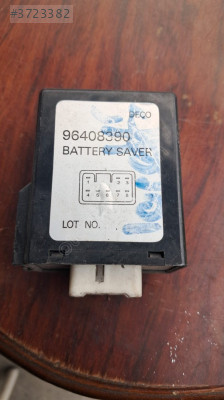 #3723382
DECO
96408390
BATTERY SAVER
LOT NO.